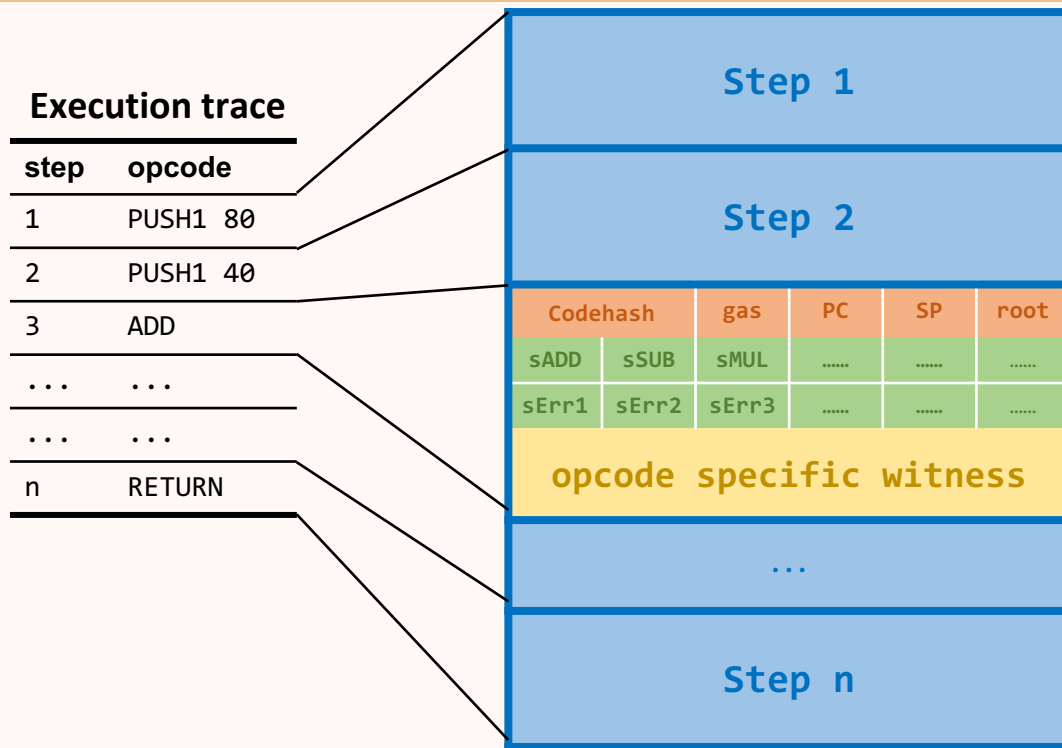 Execution trace
step opcode
1 PUSH1 80
2 PUSH1 40
3 ADD
... ...
... ...
n RETURN
Step 1
Step 2
Codehash gas PC SP root
sADD sSUB sMUL …… …… ……
sErr1 sErr2 sErr3 …… …… ……
opcode specific witness
...
Step n